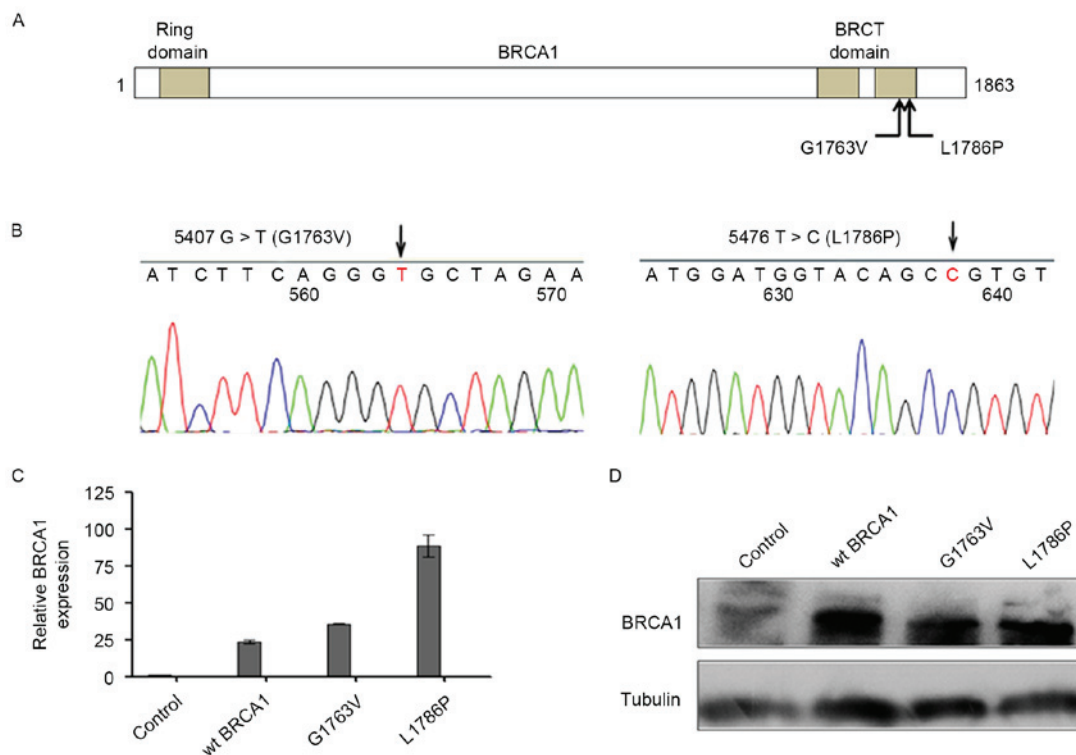 A
Ring
domain
BRCA1
BRCT
domain
1
1863
G1763V
L1786P
B
5407 G > T (G1763V)
A T C T T C A G G G T G C T A G A A
560
570
5476 T > C (L1786P)
A T G G A T G G T A C A G C C G T G T
630
640
C
Relative BRCA1
expression
125
100
75
50
25
0
Control
wt BRCA1
G1763V
L1786P
D
Control
wt BRCA1
G1763V
L1786P
BRCA1
Tubulin